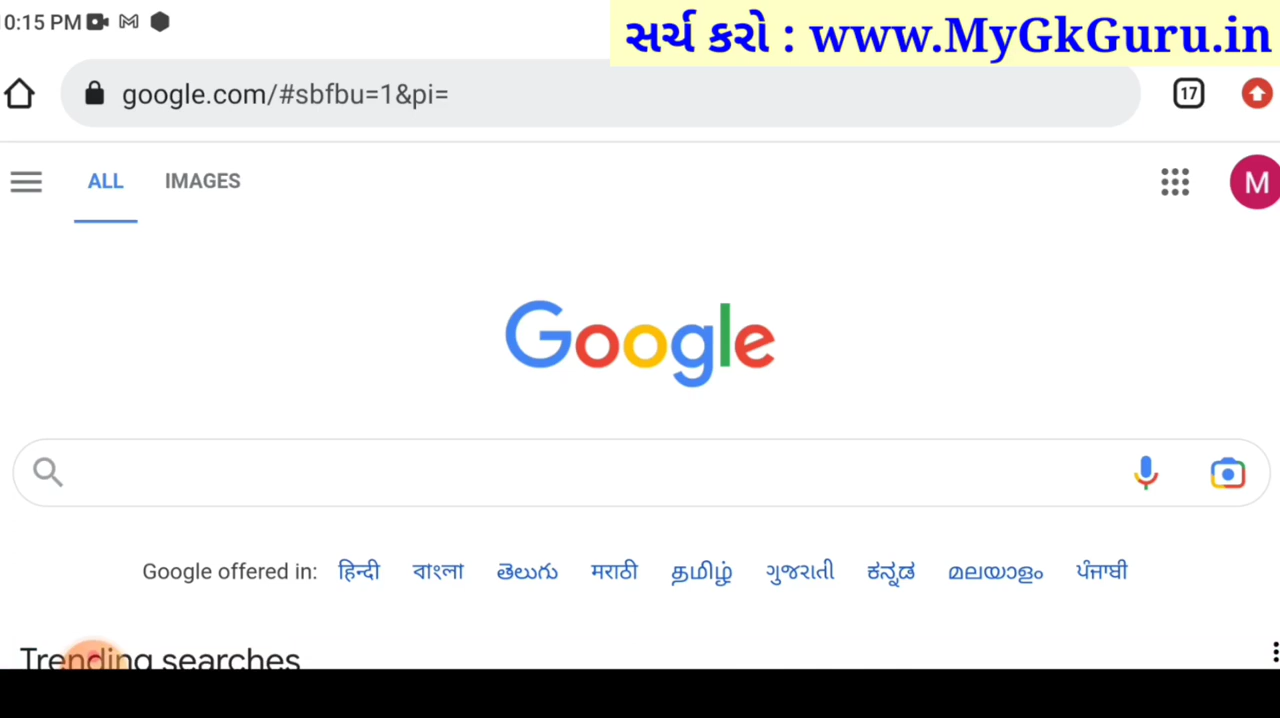 0:15 PM
સર્ચ કરો : www.MyGkGuru.in
google.com/#sbfbu=1&pi=
17
ALL IMAGES
M
Google
Google offered in: हिन्दी বাংলা తెలుగు मराठी தமிழ் ગુજરાતી ಕನ್ನಡ മലയാളം ਪੰਜਾਬੀ
Trending searches